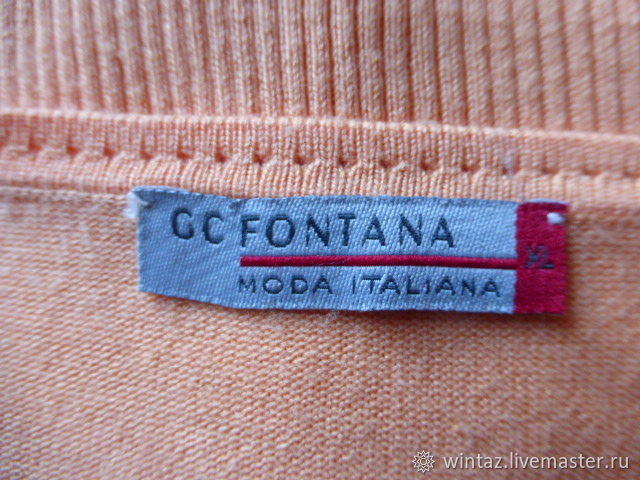 GC FONTANA
XL
MODA ITALIANA
wintaz.livemaster.ru